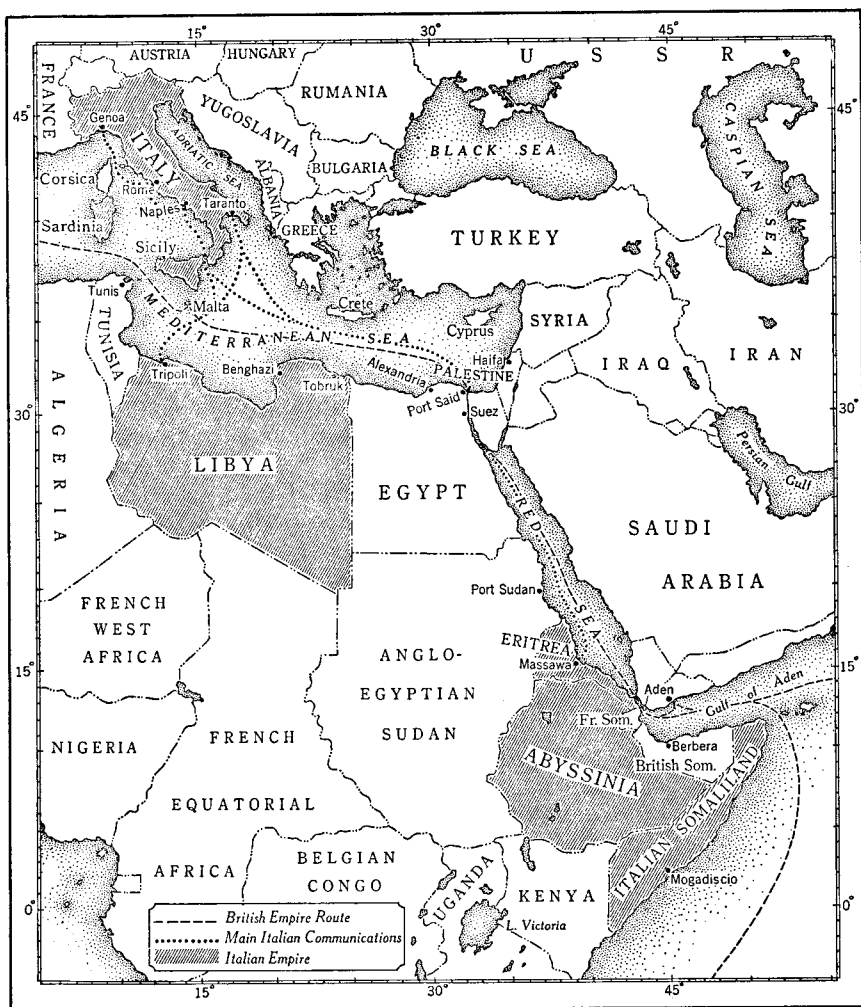 15°
30°
45°
AUSTRIA
HUNGARY
U S S R
FRANCE
RUMANIA
45°
45°
Genoa
YUGOSLAVIA
ITALY
ADRIATIC SEA
CASPIAN SEA
BULGARIA
BLACK SEA
Corsica
Rome
ALBANIA
Naples
Taranto
Sardinia
GREECE
TURKEY
Sicily
Tunis
Malta
Crete
MEDITERRANEAN SEA
Cyprus
SYRIA
TUNISIA
Haifa
IRAQ
IRAN
Tripoli
Benghazi
Tobruk
Alexandria
PALESTINE
Port Said
30°
Suez
30°
ALGERIA
Persian Gulf
LIBYA
EGYPT
RED SEA
SAUDI
ARABIA
Port Sudan
FRENCH
WEST
AFRICA
ERITREA
15°
ANGLO-
EGYPTIAN
SUDAN
Massawa
15°
Aden
Gulf of Aden
Fr. Som.
NIGERIA
FRENCH
EQUATORIAL
AFRICA
Berbera
British Som.
ABYSSINIA
ITALIAN SOMALILAND
BELGIAN
CONGO
UGANDA
KENYA
Mogadiscio
0°
0°
L. Victoria
British Empire Route
Main Italian Communications
Italian Empire
15°
30°
45°